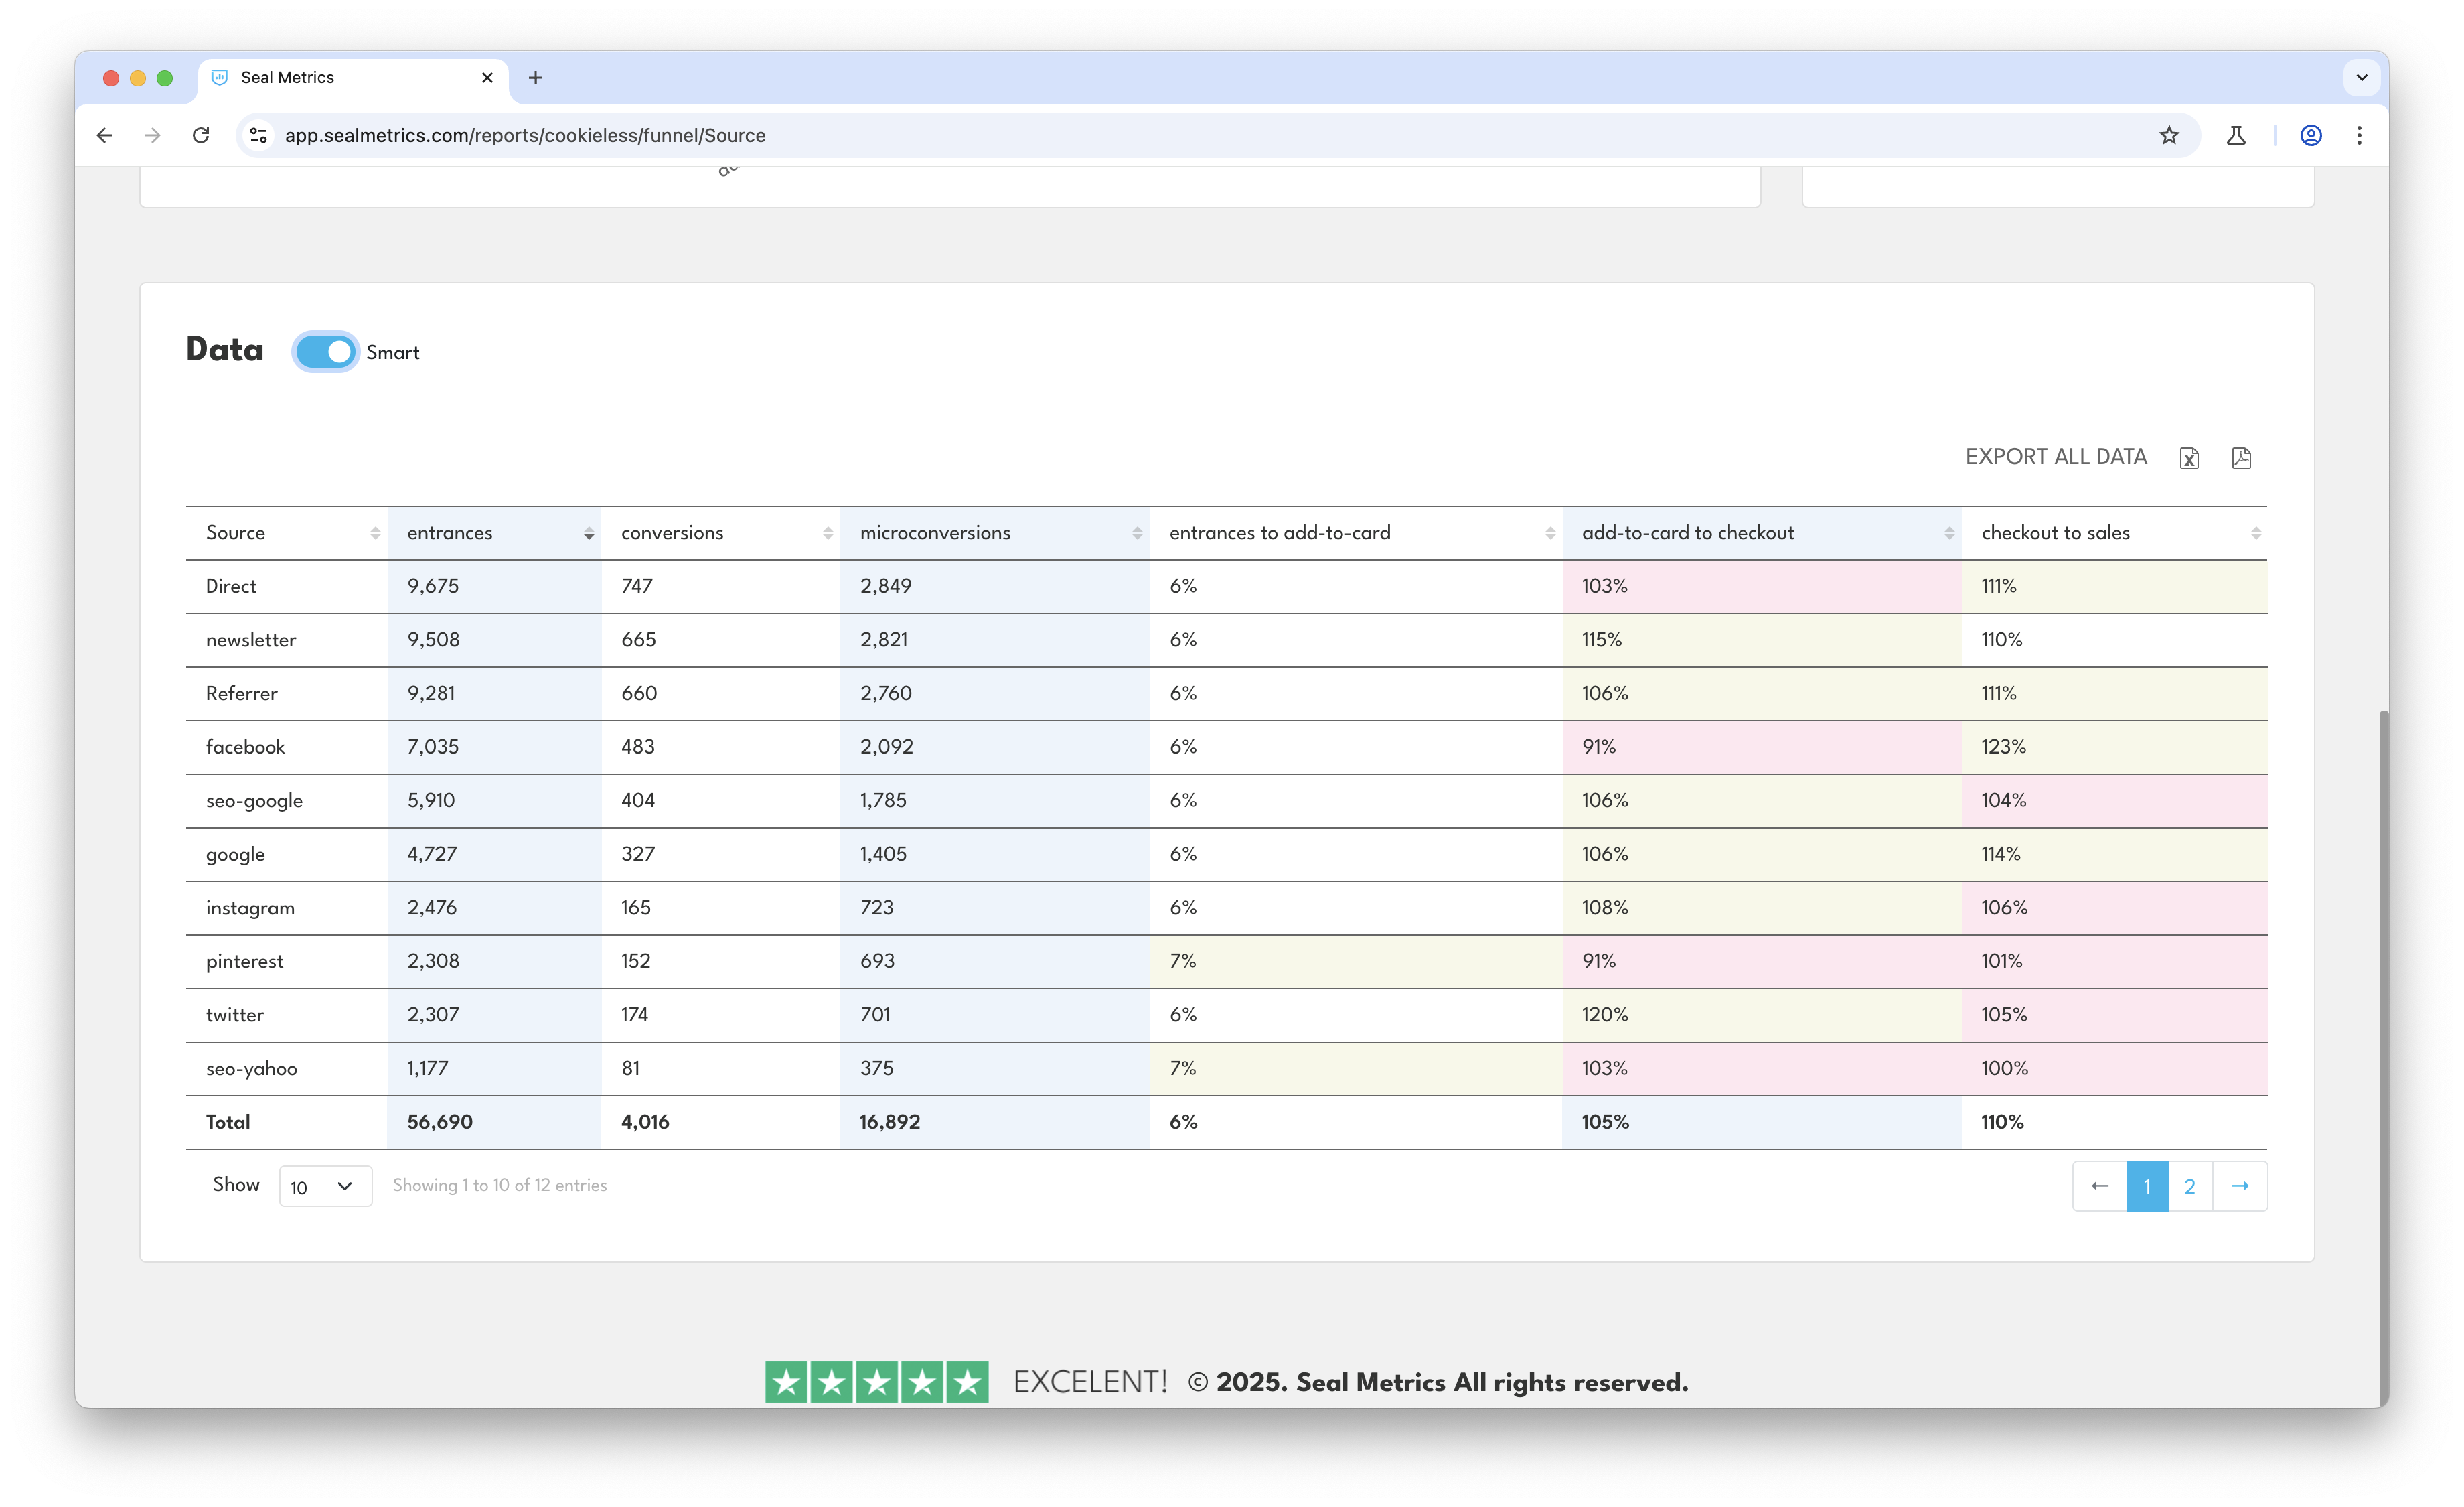 Seal Metrics
app.sealmetrics.com/reports/cookieless/funnel/Source
Data Smart
EXPORT ALL DATA
Source entrances conversions microconversions entrances to add-to-card add-to-card to checkout checkout to sales
Direct 9,675 747 2,849 6% 103% 111%
newsletter 9,508 665 2,821 6% 115% 110%
Referrer 9,281 660 2,760 6% 106% 111%
facebook 7,035 483 2,092 6% 91% 123%
seo-google 5,910 404 1,785 6% 106% 104%
google 4,727 327 1,405 6% 106% 114%
instagram 2,476 165 723 6% 108% 106%
pinterest 2,308 152 693 7% 91% 101%
twitter 2,307 174 701 6% 120% 105%
seo-yahoo 1,177 81 375 7% 103% 100%
Total 56,690 4,016 16,892 6% 105% 110%
Show 10 Showing 1 to 10 of 12 entries ← 1 2 →
EXCELENT! © 2025. Seal Metrics All rights reserved.